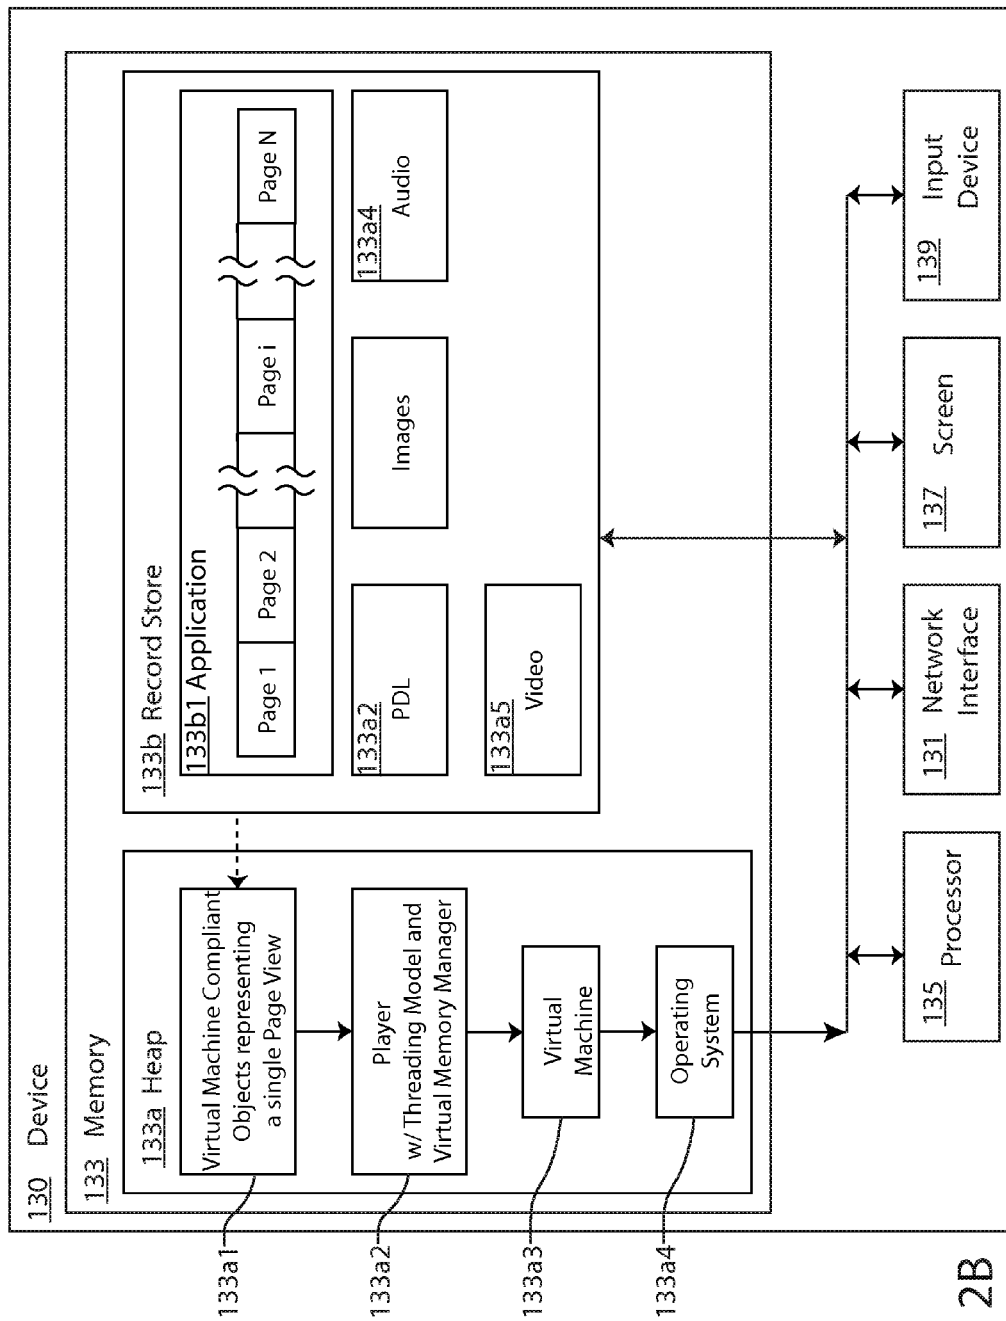 130 Device
133 Memory
133a Heap
Virtual Machine Compliant
Objects representing
a single Page View
Player
w/ Threading Model and
Virtual Memory Manager
Virtual
Machine
Operating
System
133a1
133a2
133a3
133a4
133b Record Store
133b1 Application
Page 1
Page 2
Page i
Page N
133a2
PDL
Images
133a4
Audio
133a5
Video
135 Processor
131 Network
Interface
137 Screen
139 Input
Device
2B